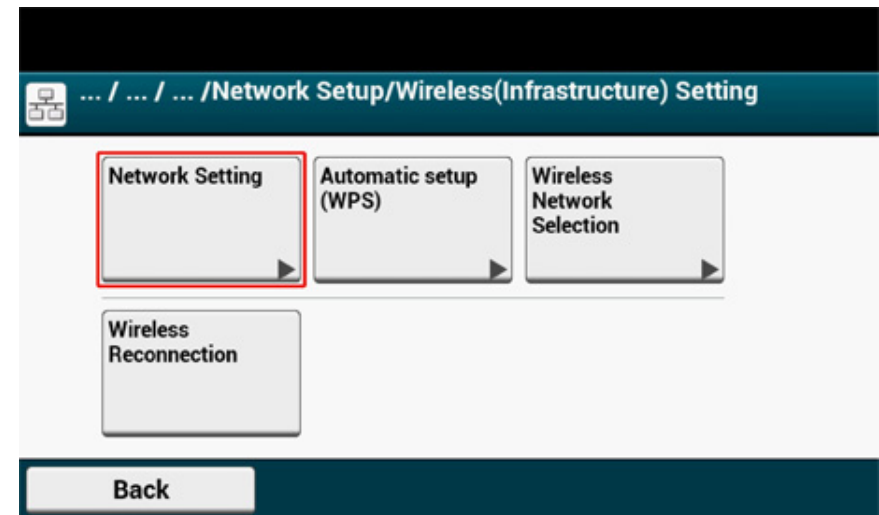 ... / ... / ... /Network Setup/Wireless(Infrastructure) Setting
Network Setting
Automatic setup
(WPS)
Wireless
Network
Selection
Wireless
Reconnection
Back